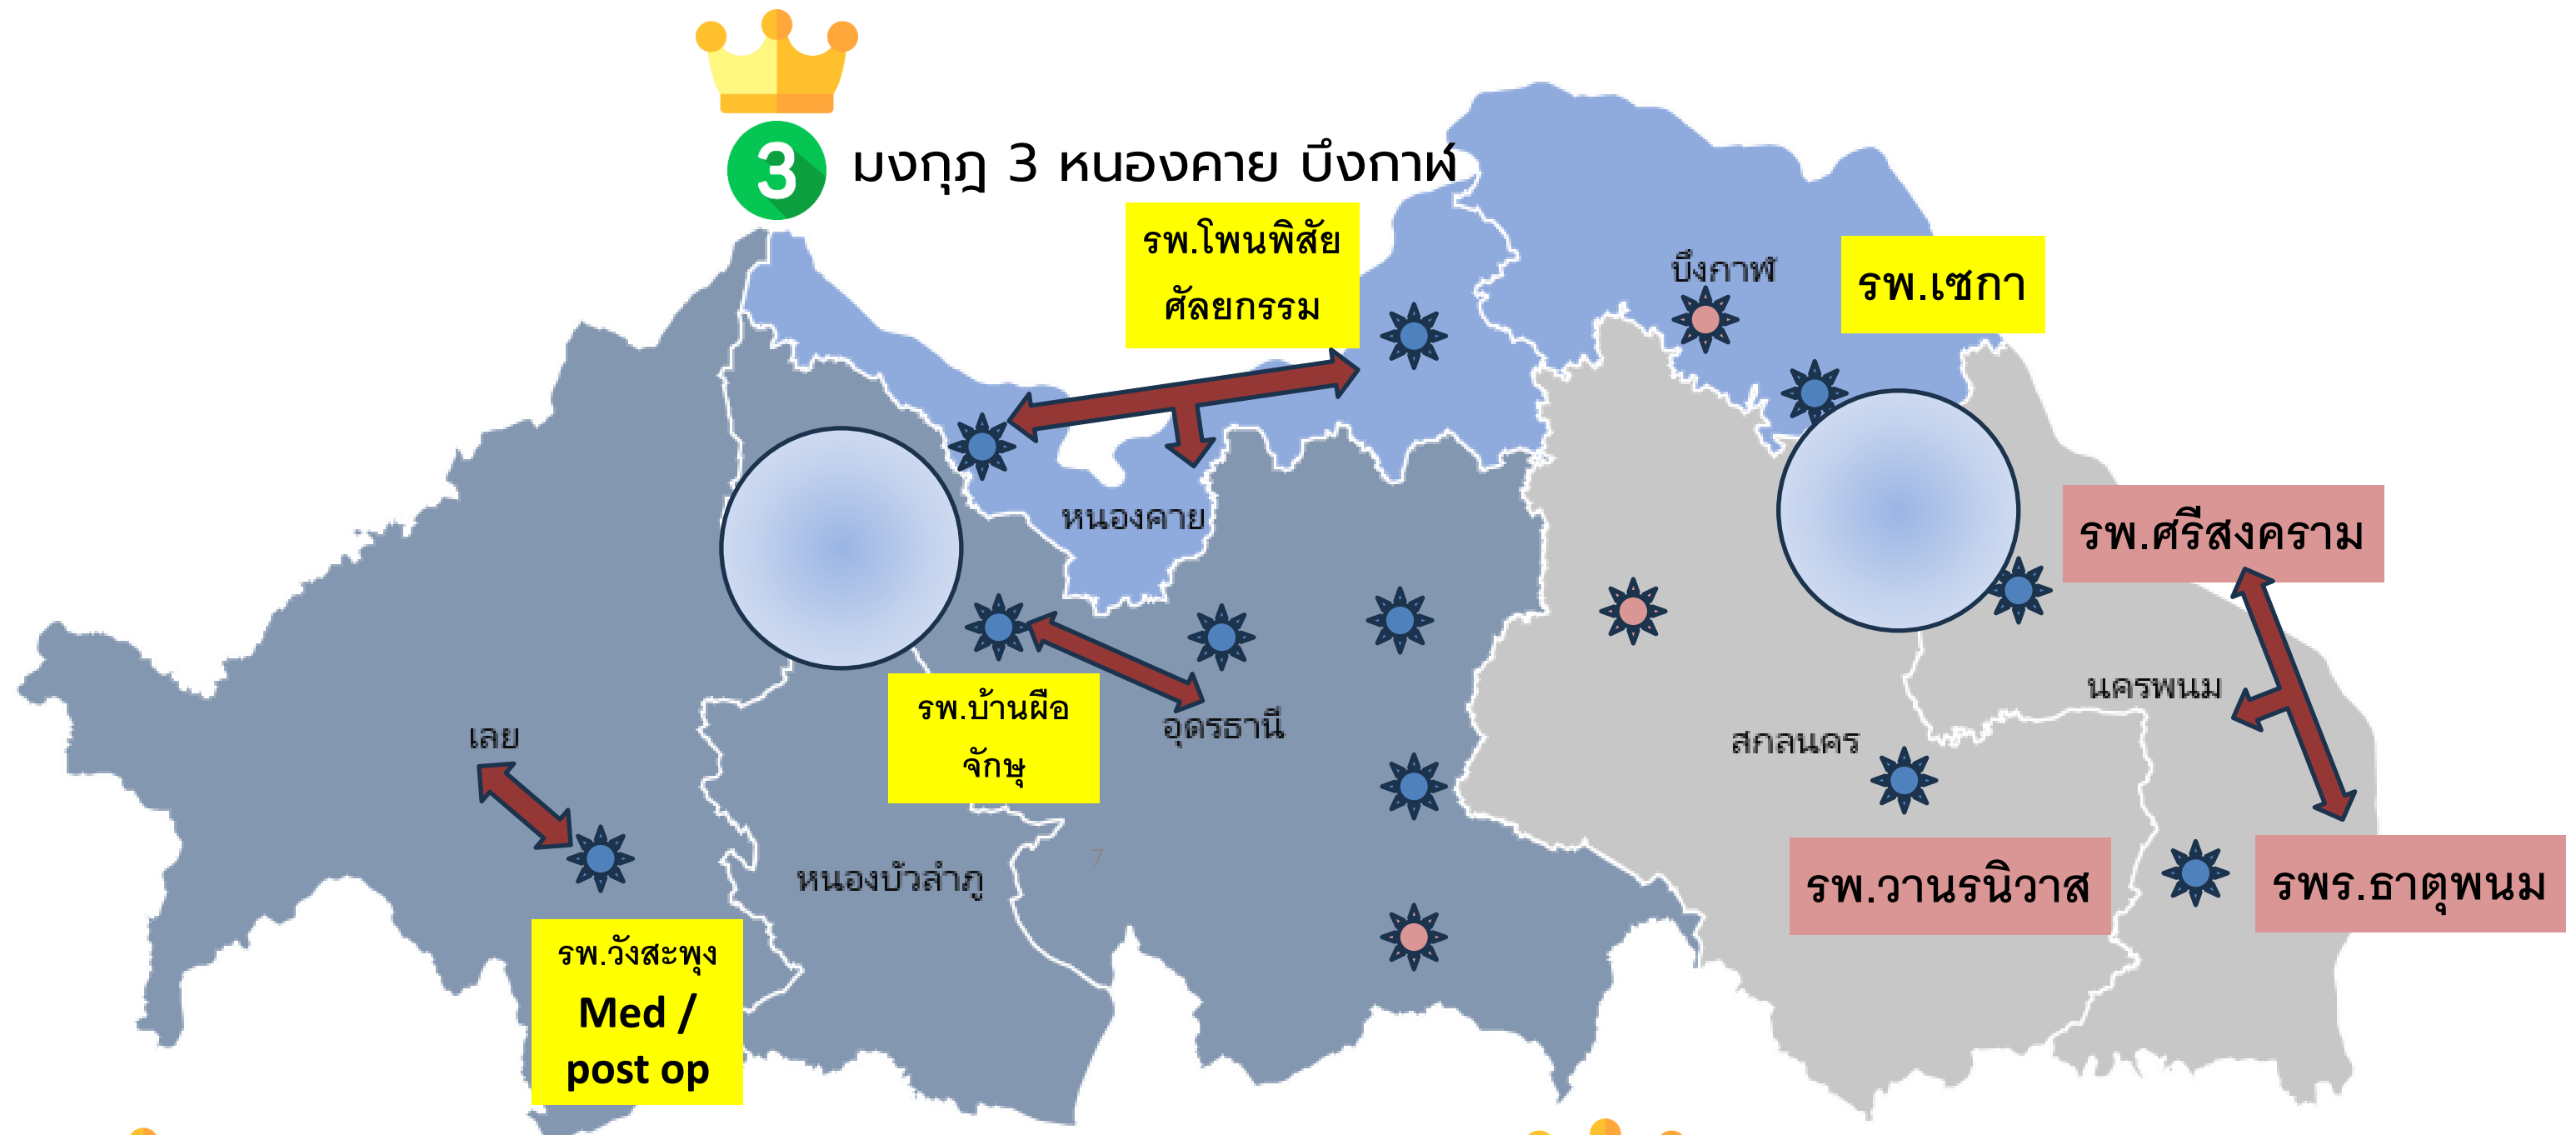 3
มงกุฎ 3 หนองคาย บึงกาฬ
รพ.โพนพิสัย
ศัลยกรรม
บึงกาฬ
รพ.เซกา
หนองคาย
รพ.ศรีสงคราม
นครพนม
รพ.บ้านผือ
จักษุ
อุดรธานี
เลย
สกลนคร
7
หนองบัวลำภู
รพ.วานรนิวาส
รพร.ธาตุพนม
รพ.วังสะพุง
Med /
post op